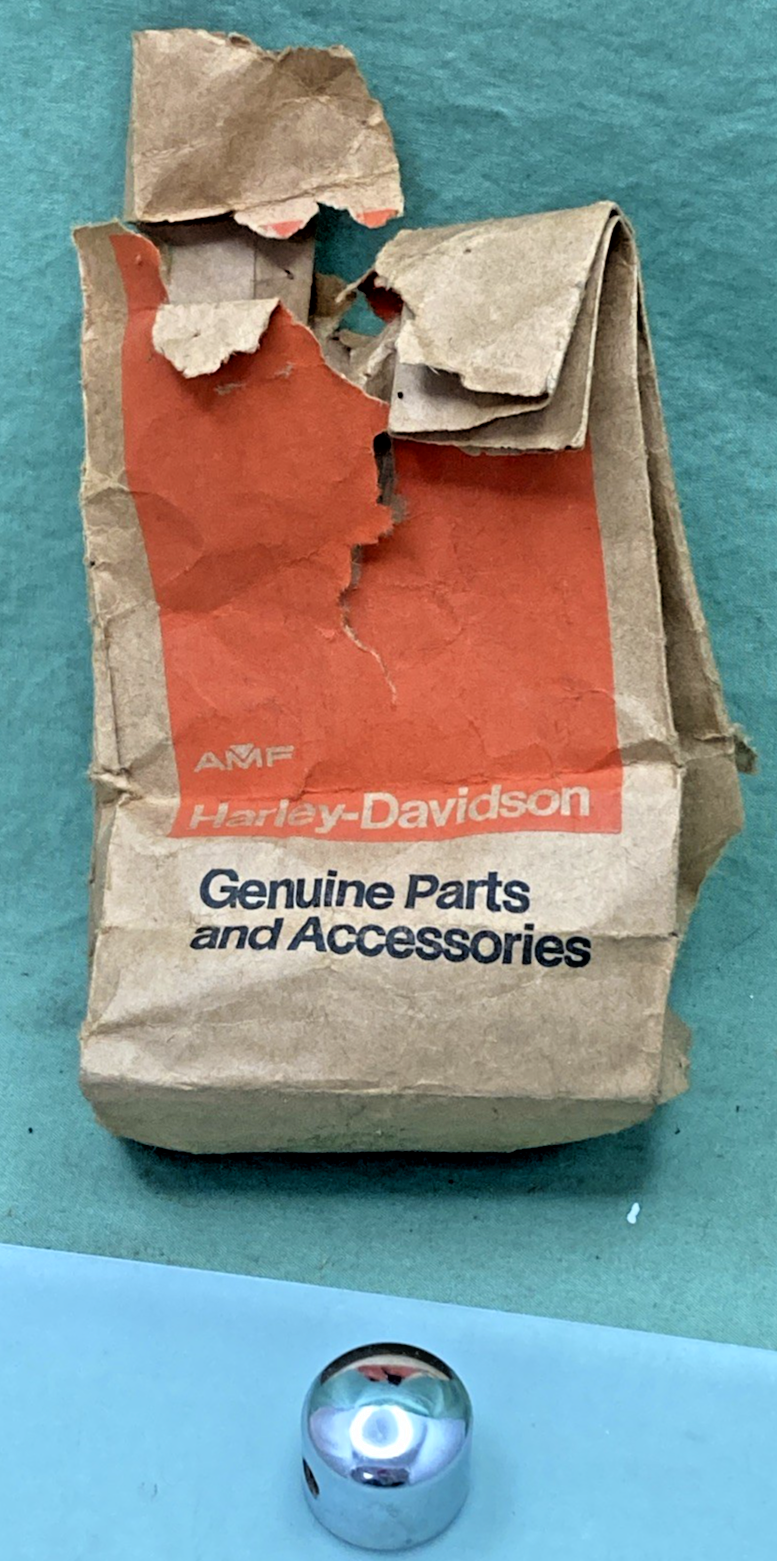 AMF
Harley-Davidson
Genuine Parts
and Accessories